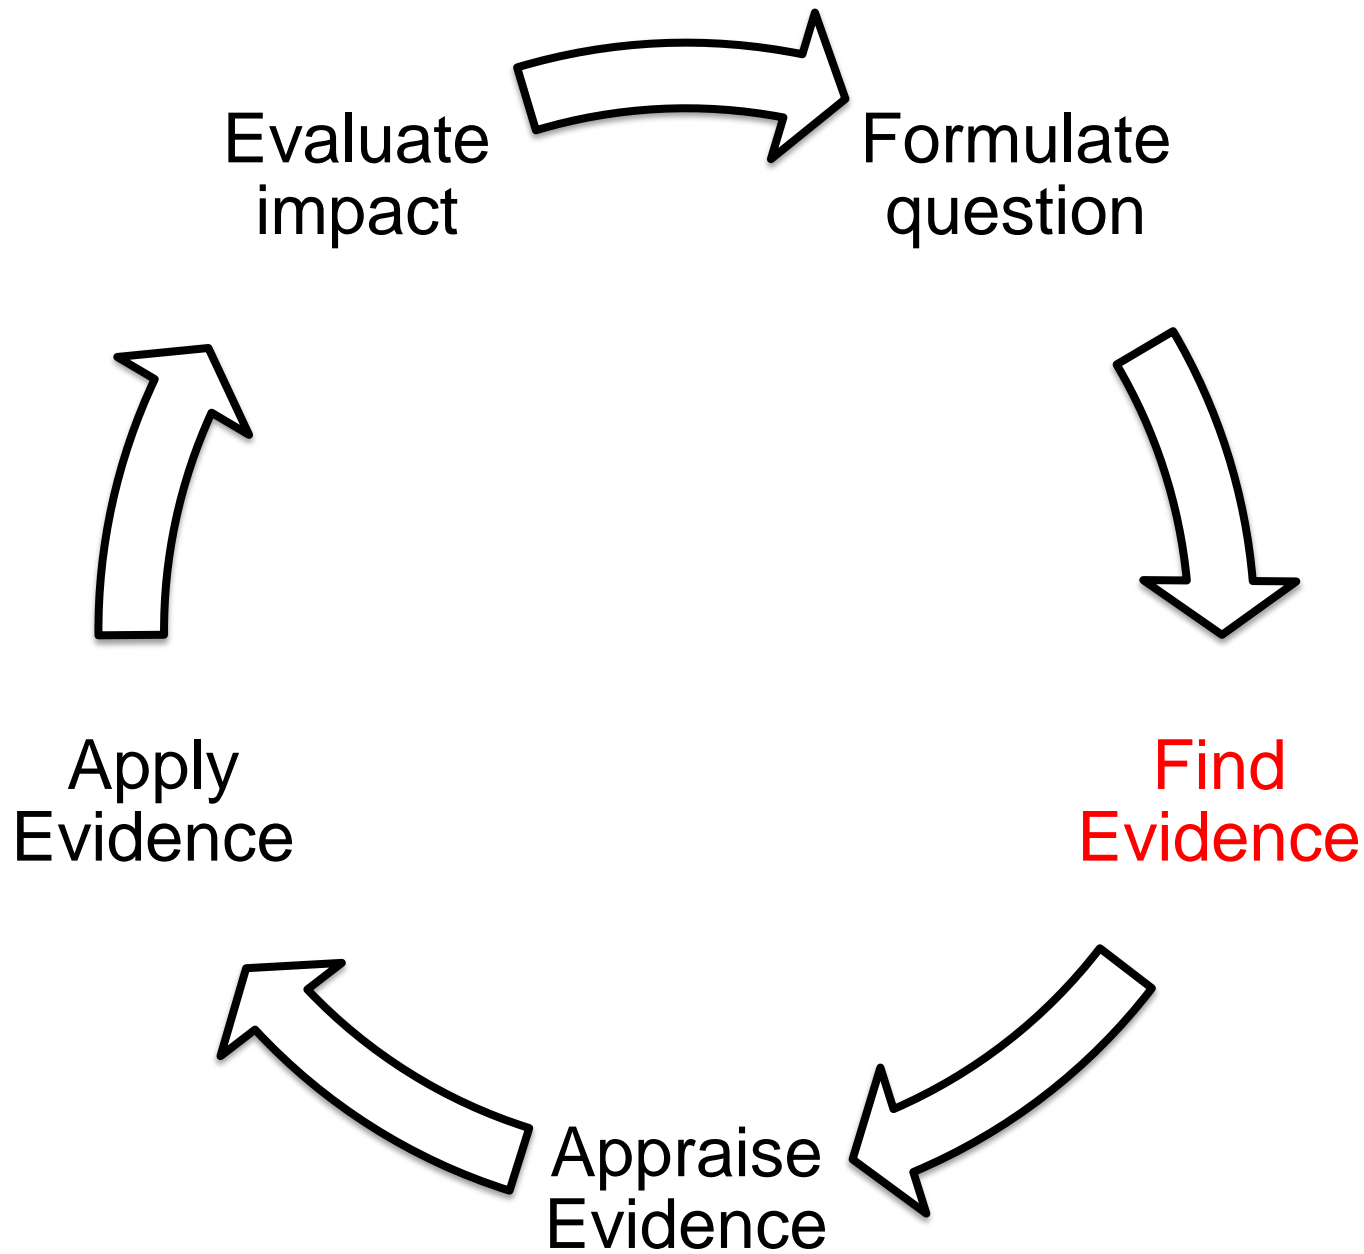 Evaluate
impact
Formulate
question
Find
Evidence
Appraise
Evidence
Apply
Evidence